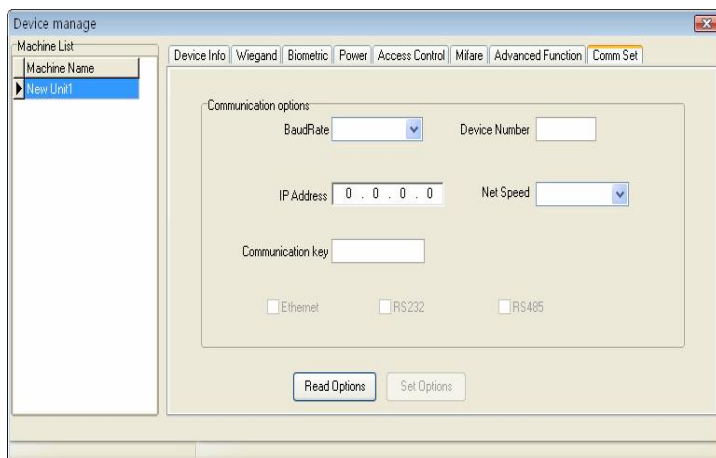 Device manage
Machine List
Machine Name
New Unit1
Device Info Wiegand Biometric Power Access Control Mifare Advanced Function Comm Set
Communication options
BaudRate Device Number
IP Address 0 . 0 . 0 . 0 Net Speed
Communication key
Ethernet RS232 RS485
Read Options Set Options